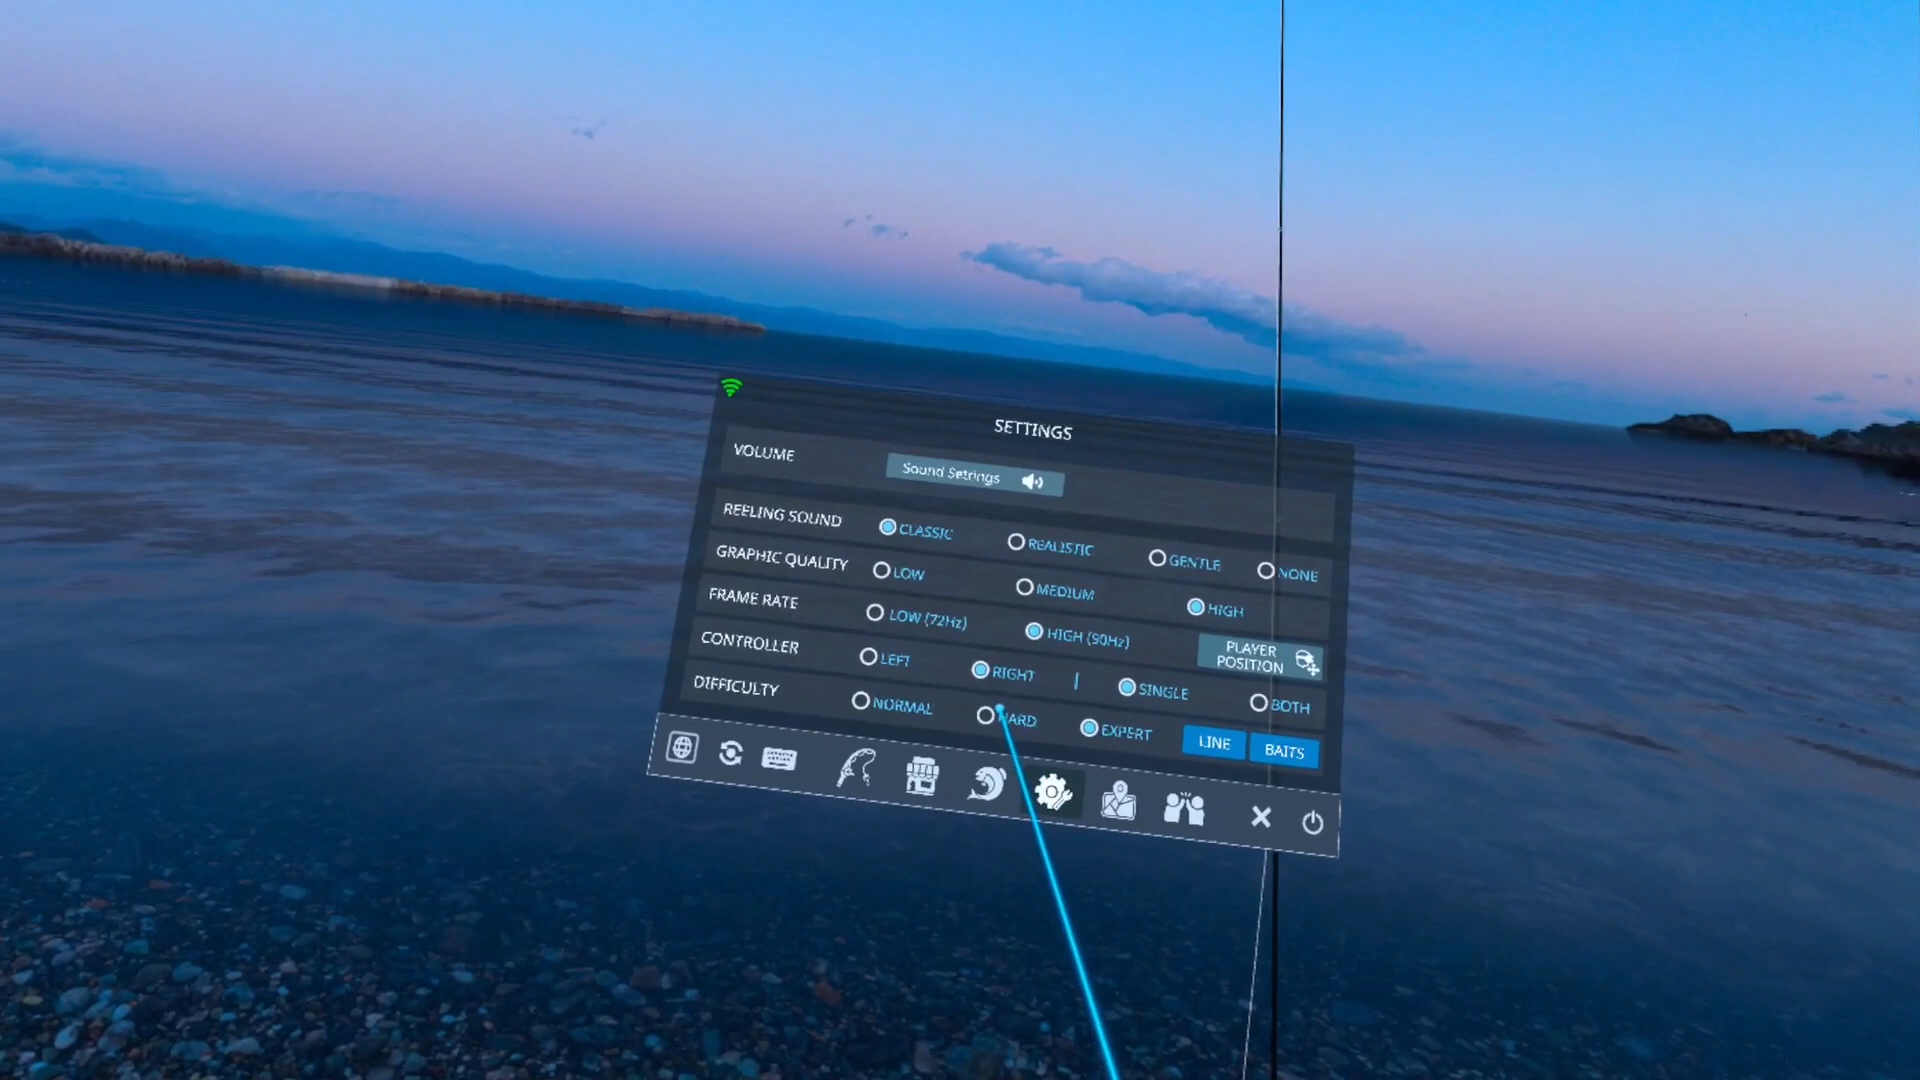 SETTINGS
VOLUME Sound Settings
REELING SOUND CLASSIC REALISTIC GENTLE NONE
GRAPHIC QUALITY LOW MEDIUM HIGH
FRAME RATE LOW (72Hz) HIGH (90Hz) PLAYER
POSITION
CONTROLLER LEFT RIGHT | SINGLE BOTH
DIFFICULTY NORMAL HARD EXPERT LINE BAITS